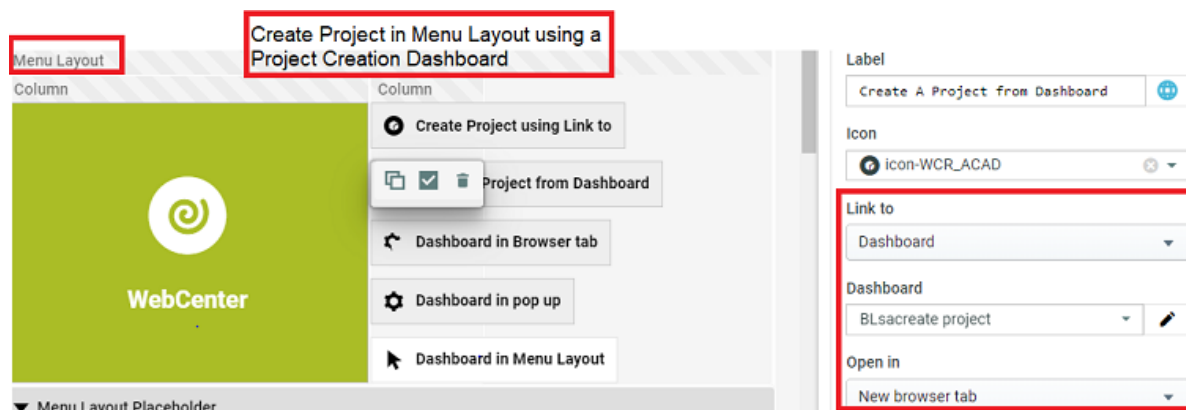 Create Project in Menu Layout using a
Project Creation Dashboard
Menu Layout
Column
Column
WebCenter
Create Project using Link to
Project from Dashboard
Dashboard in Browser tab
Dashboard in pop up
Dashboard in Menu Layout
Menu Layout Placeholder
Label
Create A Project from Dashboard
Icon
icon-WCR_ACAD
Link to
Dashboard
Dashboard
BLsacreate project
Open in
New browser tab